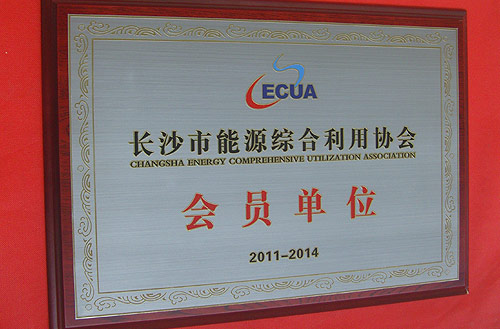 ECUA
长沙市能源综合利用协会
CHANGSHA ENERGY COMPREHENSIVE UTILIZATION ASSOCIATION
会员单位
2011-2014